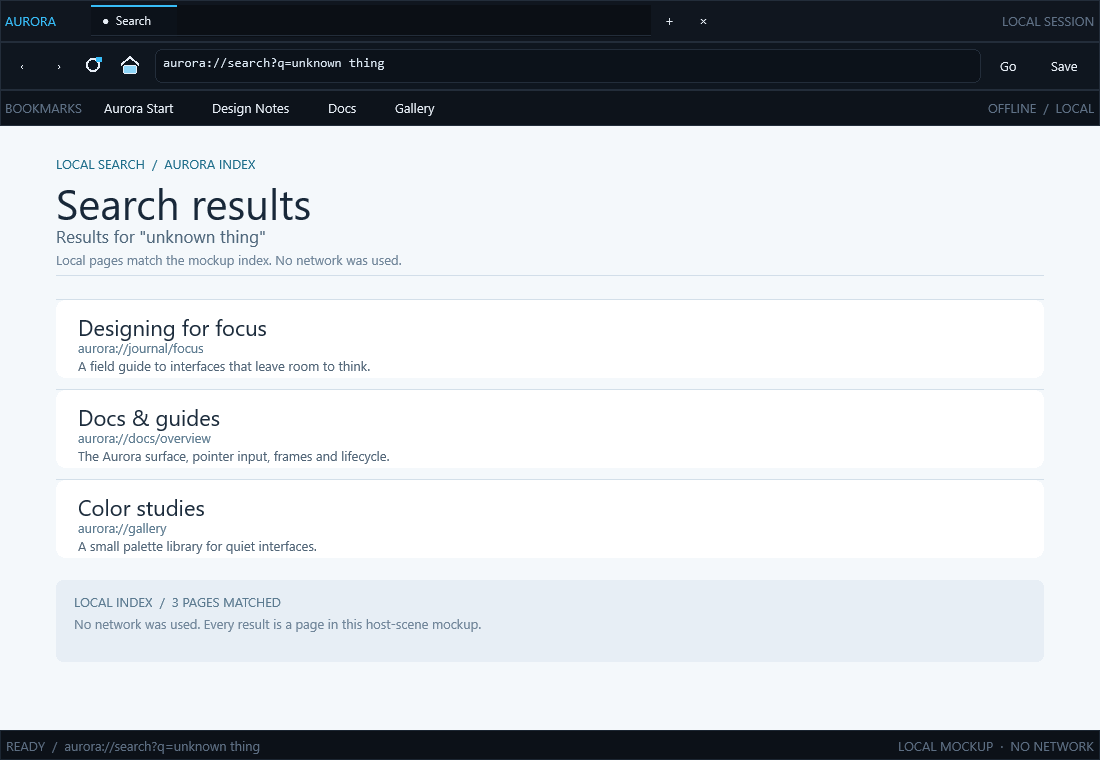 AURORA
● Search
+ ×
LOCAL SESSION
‹ ›
aurora://search?q=unknown thing
Go Save
BOOKMARKS Aurora Start Design Notes Docs Gallery
OFFLINE / LOCAL
LOCAL SEARCH / AURORA INDEX
Search results
Results for "unknown thing"
Local pages match the mockup index. No network was used.
Designing for focus
aurora://journal/focus
A field guide to interfaces that leave room to think.
Docs & guides
aurora://docs/overview
The Aurora surface, pointer input, frames and lifecycle.
Color studies
aurora://gallery
A small palette library for quiet interfaces.
LOCAL INDEX / 3 PAGES MATCHED
No network was used. Every result is a page in this host-scene mockup.
READY / aurora://search?q=unknown thing
LOCAL MOCKUP · NO NETWORK